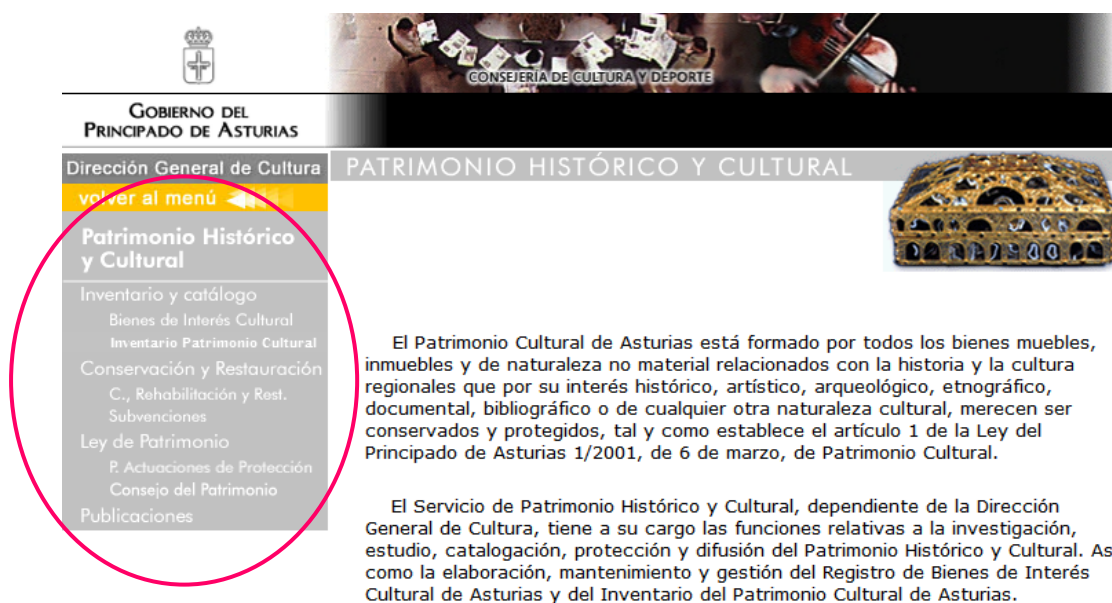 CONSEJERÍA DE CULTURA Y DEPORTE
GOBIERNO DEL
PRINCIPADO DE ASTURIAS
Dirección General de Cultura
volver al menú
Patrimonio Histórico
y Cultural
Inventario y catálogo
Bienes de Interés Cultural
Inventario Patrimonio Cultural
Conservación y Restauración
C., Rehabilitación y Rest.
Subvenciones
Ley de Patrimonio
P. Actuaciones de Protección
Consejo del Patrimonio
Publicaciones
PATRIMONIO HISTÓRICO Y CULTURAL
El Patrimonio Cultural de Asturias está formado por todos los bienes muebles,
inmuebles y de naturaleza no material relacionados con la historia y la cultura
regionales que por su interés histórico, artístico, arqueológico, etnográfico,
documental, bibliográfico o de cualquier otra naturaleza cultural, merecen ser
conservados y protegidos, tal y como establece el artículo 1 de la Ley del
Principado de Asturias 1/2001, de 6 de marzo, de Patrimonio Cultural.
El Servicio de Patrimonio Histórico y Cultural, dependiente de la Dirección
General de Cultura, tiene a su cargo las funciones relativas a la investigación,
estudio, catalogación, protección y difusión del Patrimonio Histórico y Cultural. As
como la elaboración, mantenimiento y gestión del Registro de Bienes de Interés
Cultural de Asturias y del Inventario del Patrimonio Cultural de Asturias.